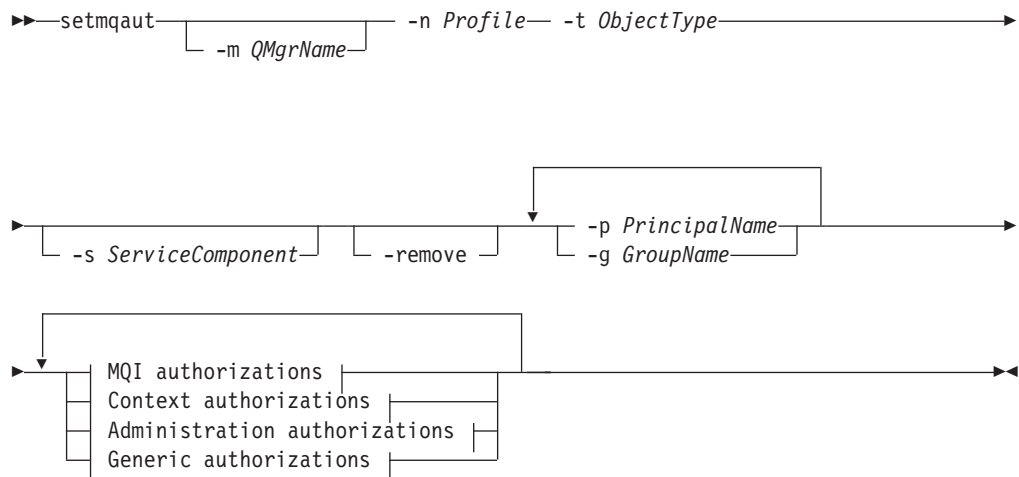 setmqaut -n Profile -t ObjectType
-m QMgrName
-p PrincipalName
-s ServiceComponent -remove -g GroupName
MQI authorizations
Context authorizations
Administration authorizations
Generic authorizations